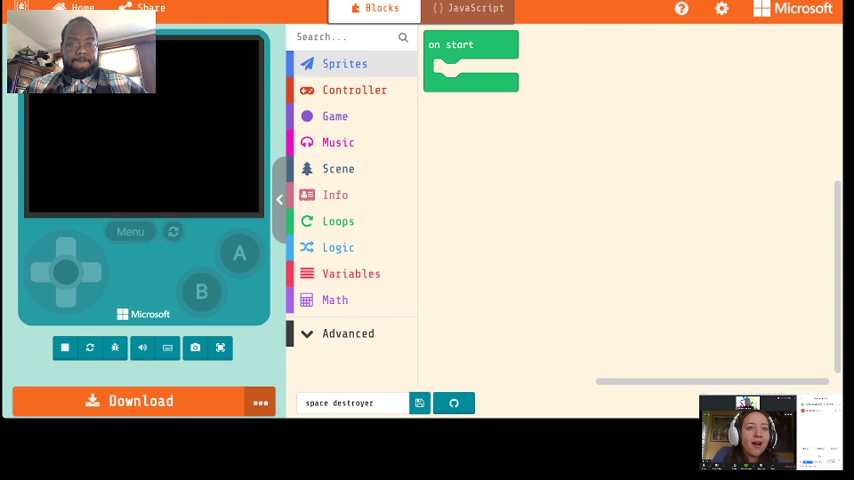 Home
Share
Blocks
{} JavaScript
Microsoft
Search...
on start
Sprites
Controller
Game
Music
Scene
Info
Loops
Logic
Variables
Math
Advanced
Menu
A
B
Microsoft
Download
space destroyer